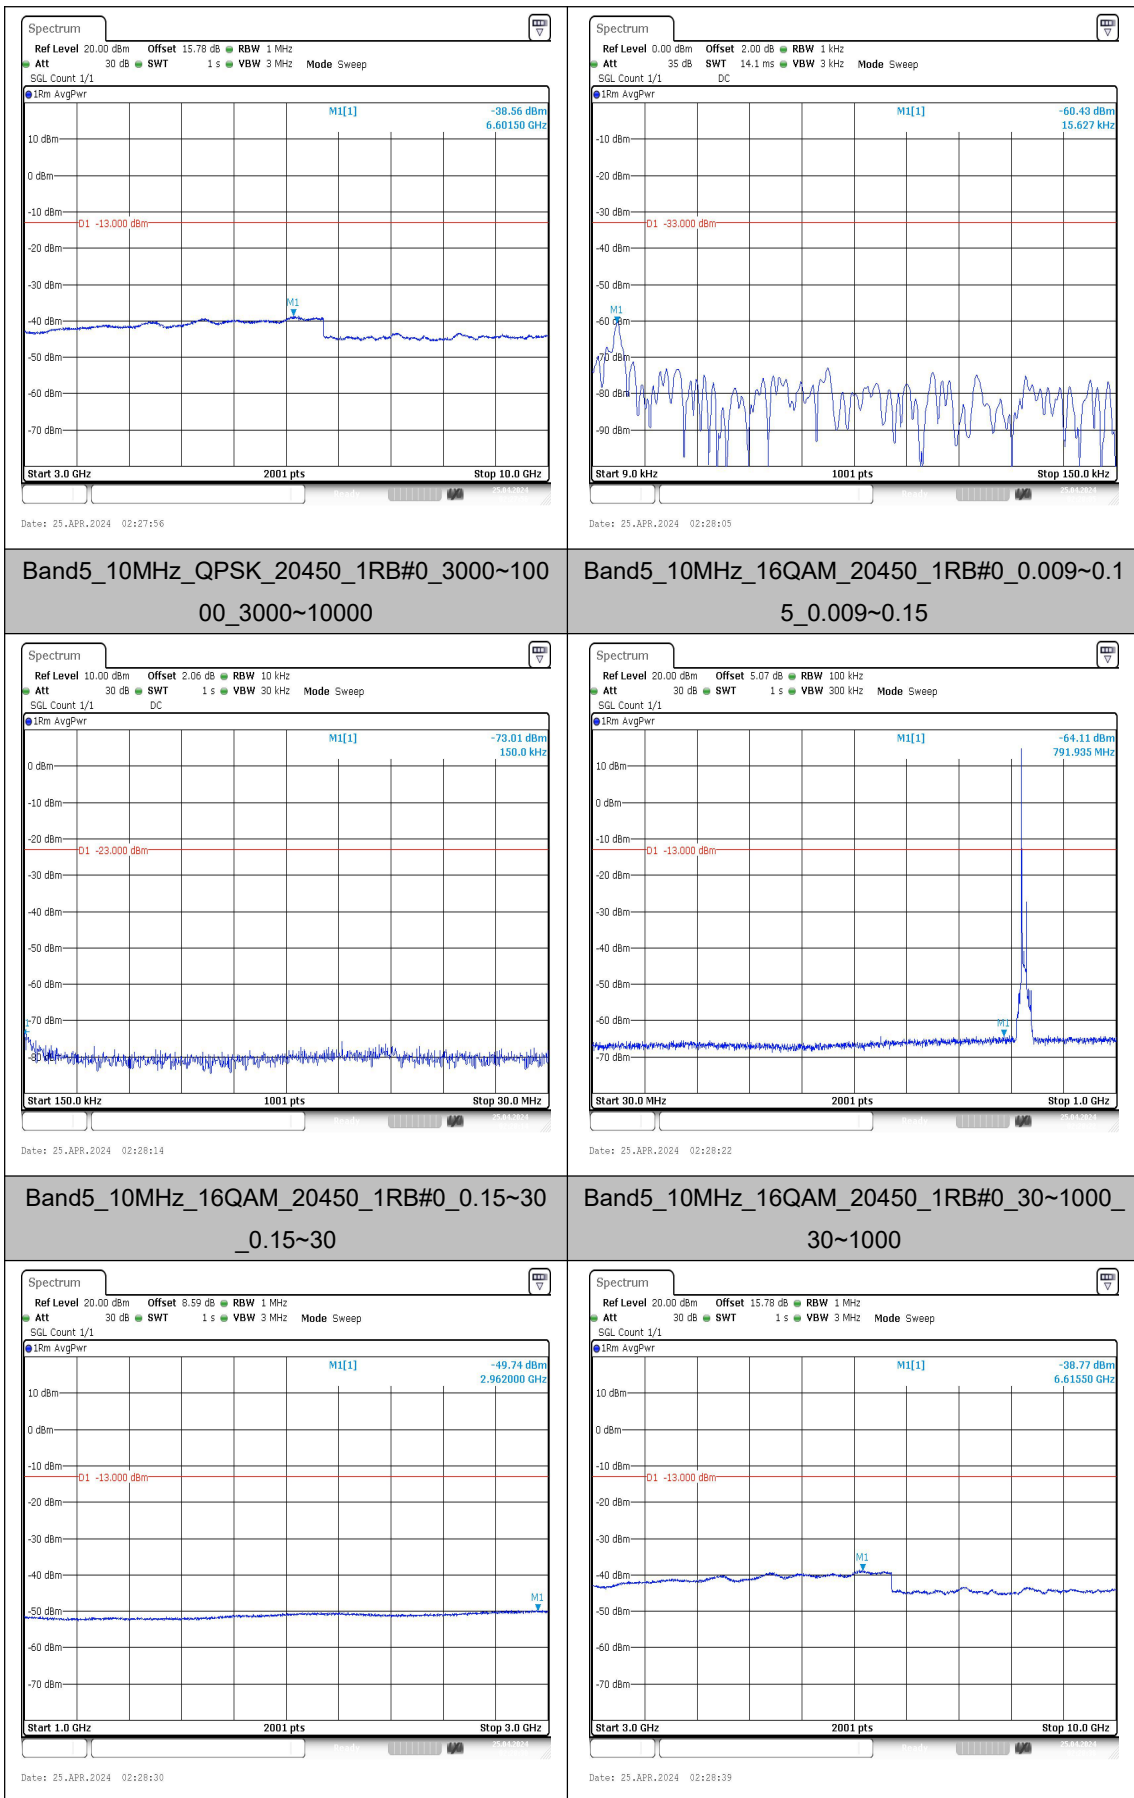 Spectrum
Ref Level 20.00 dBm Offset 15.78 dB RBW 1 MHz
Att 30 dB SWT 1 s VBW 3 MHz Mode Sweep
SGL Count 1/1
1Rm AvgPwr
M1[1] -38.56 dBm
6.60150 GHz
10 dBm
0 dBm
-10 dBm
D1 -13.000 dBm
-20 dBm
-30 dBm
M1
-40 dBm
-50 dBm
-60 dBm
-70 dBm
Start 3.0 GHz 2001 pts Stop 10.0 GHz
Date: 25.APR.2024 02:27:56
Spectrum
Ref Level 0.00 dBm Offset 2.00 dB RBW 1 kHz
Att 35 dB SWT 14.1 ms VBW 3 kHz Mode Sweep
SGL Count 1/1 DC
1Rm AvgPwr
M1[1] -60.43 dBm
15.627 kHz
-10 dBm
-20 dBm
-30 dBm
D1 -33.000 dBm
-40 dBm
-50 dBm
M1
-60 dBm
-70 dBm
-80 dBm
-90 dBm
Start 9.0 kHz 1001 pts Stop 150.0 kHz
Date: 25.APR.2024 02:28:05
Band5_10MHz_QPSK_20450_1RB#0_3000~100
00_3000~10000
Band5_10MHz_16QAM_20450_1RB#0_0.009~0.1
5_0.009~0.15
Spectrum
Ref Level 10.00 dBm Offset 2.06 dB RBW 10 kHz
Att 30 dB SWT 1 s VBW 30 kHz Mode Sweep
SGL Count 1/1 DC
1Rm AvgPwr
M1[1] -73.01 dBm
150.0 kHz
0 dBm
-10 dBm
-20 dBm
D1 -23.000 dBm
-30 dBm
-40 dBm
-50 dBm
-60 dBm
-70 dBm
-80 dBm
Start 150.0 kHz 1001 pts Stop 30.0 MHz
Date: 25.APR.2024 02:28:14
Spectrum
Ref Level 20.00 dBm Offset 5.07 dB RBW 100 kHz
Att 30 dB SWT 1 s VBW 300 kHz Mode Sweep
SGL Count 1/1
1Rm AvgPwr
M1[1] -64.11 dBm
791.935 MHz
10 dBm
0 dBm
-10 dBm
D1 -13.000 dBm
-20 dBm
-30 dBm
-40 dBm
-50 dBm
-60 dBm
M1
-70 dBm
Start 30.0 MHz 2001 pts Stop 1.0 GHz
Date: 25.APR.2024 02:28:22
Band5_10MHz_16QAM_20450_1RB#0_0.15~30
_0.15~30
Band5_10MHz_16QAM_20450_1RB#0_30~1000_
30~1000
Spectrum
Ref Level 20.00 dBm Offset 8.59 dB RBW 1 MHz
Att 30 dB SWT 1 s VBW 3 MHz Mode Sweep
SGL Count 1/1
1Rm AvgPwr
M1[1] -49.74 dBm
2.962000 GHz
10 dBm
0 dBm
-10 dBm
D1 -13.000 dBm
-20 dBm
-30 dBm
-40 dBm
M1
-50 dBm
-60 dBm
-70 dBm
Start 1.0 GHz 2001 pts Stop 3.0 GHz
Date: 25.APR.2024 02:28:30
Spectrum
Ref Level 20.00 dBm Offset 15.78 dB RBW 1 MHz
Att 30 dB SWT 1 s VBW 3 MHz Mode Sweep
SGL Count 1/1
1Rm AvgPwr
M1[1] -38.77 dBm
6.61550 GHz
10 dBm
0 dBm
-10 dBm
D1 -13.000 dBm
-20 dBm
-30 dBm
M1
-40 dBm
-50 dBm
-60 dBm
-70 dBm
Start 3.0 GHz 2001 pts Stop 10.0 GHz
Date: 25.APR.2024 02:28:39